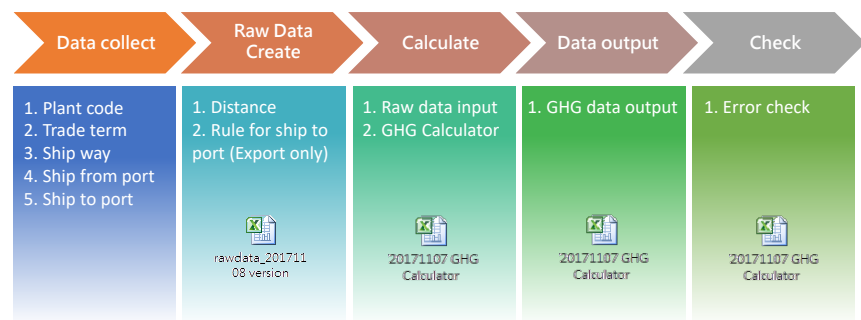 Data collect
Raw Data
Create
Calculate
Data output
Check
1. Plant code
2. Trade term
3. Ship way
4. Ship from port
5. Ship to port
1. Distance
2. Rule for ship to
port (Export only)
rawdata_201711
08 version
1. Raw data input
2. GHG Calculator
'20171107 GHG
Calculator
1. GHG data output
'20171107 GHG
Calculator
1. Error check
'20171107 GHG
Calculator